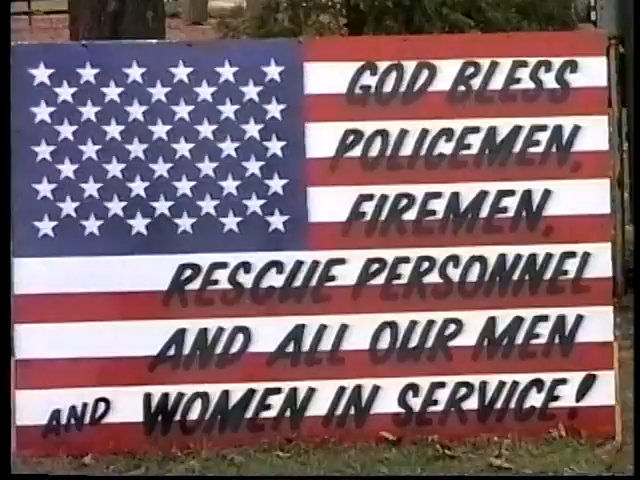 GOD BLESS
POLICEMEN,
FIREMEN,
RESCUE PERSONNEL
AND ALL OUR MEN
AND WOMEN IN SERVICE!